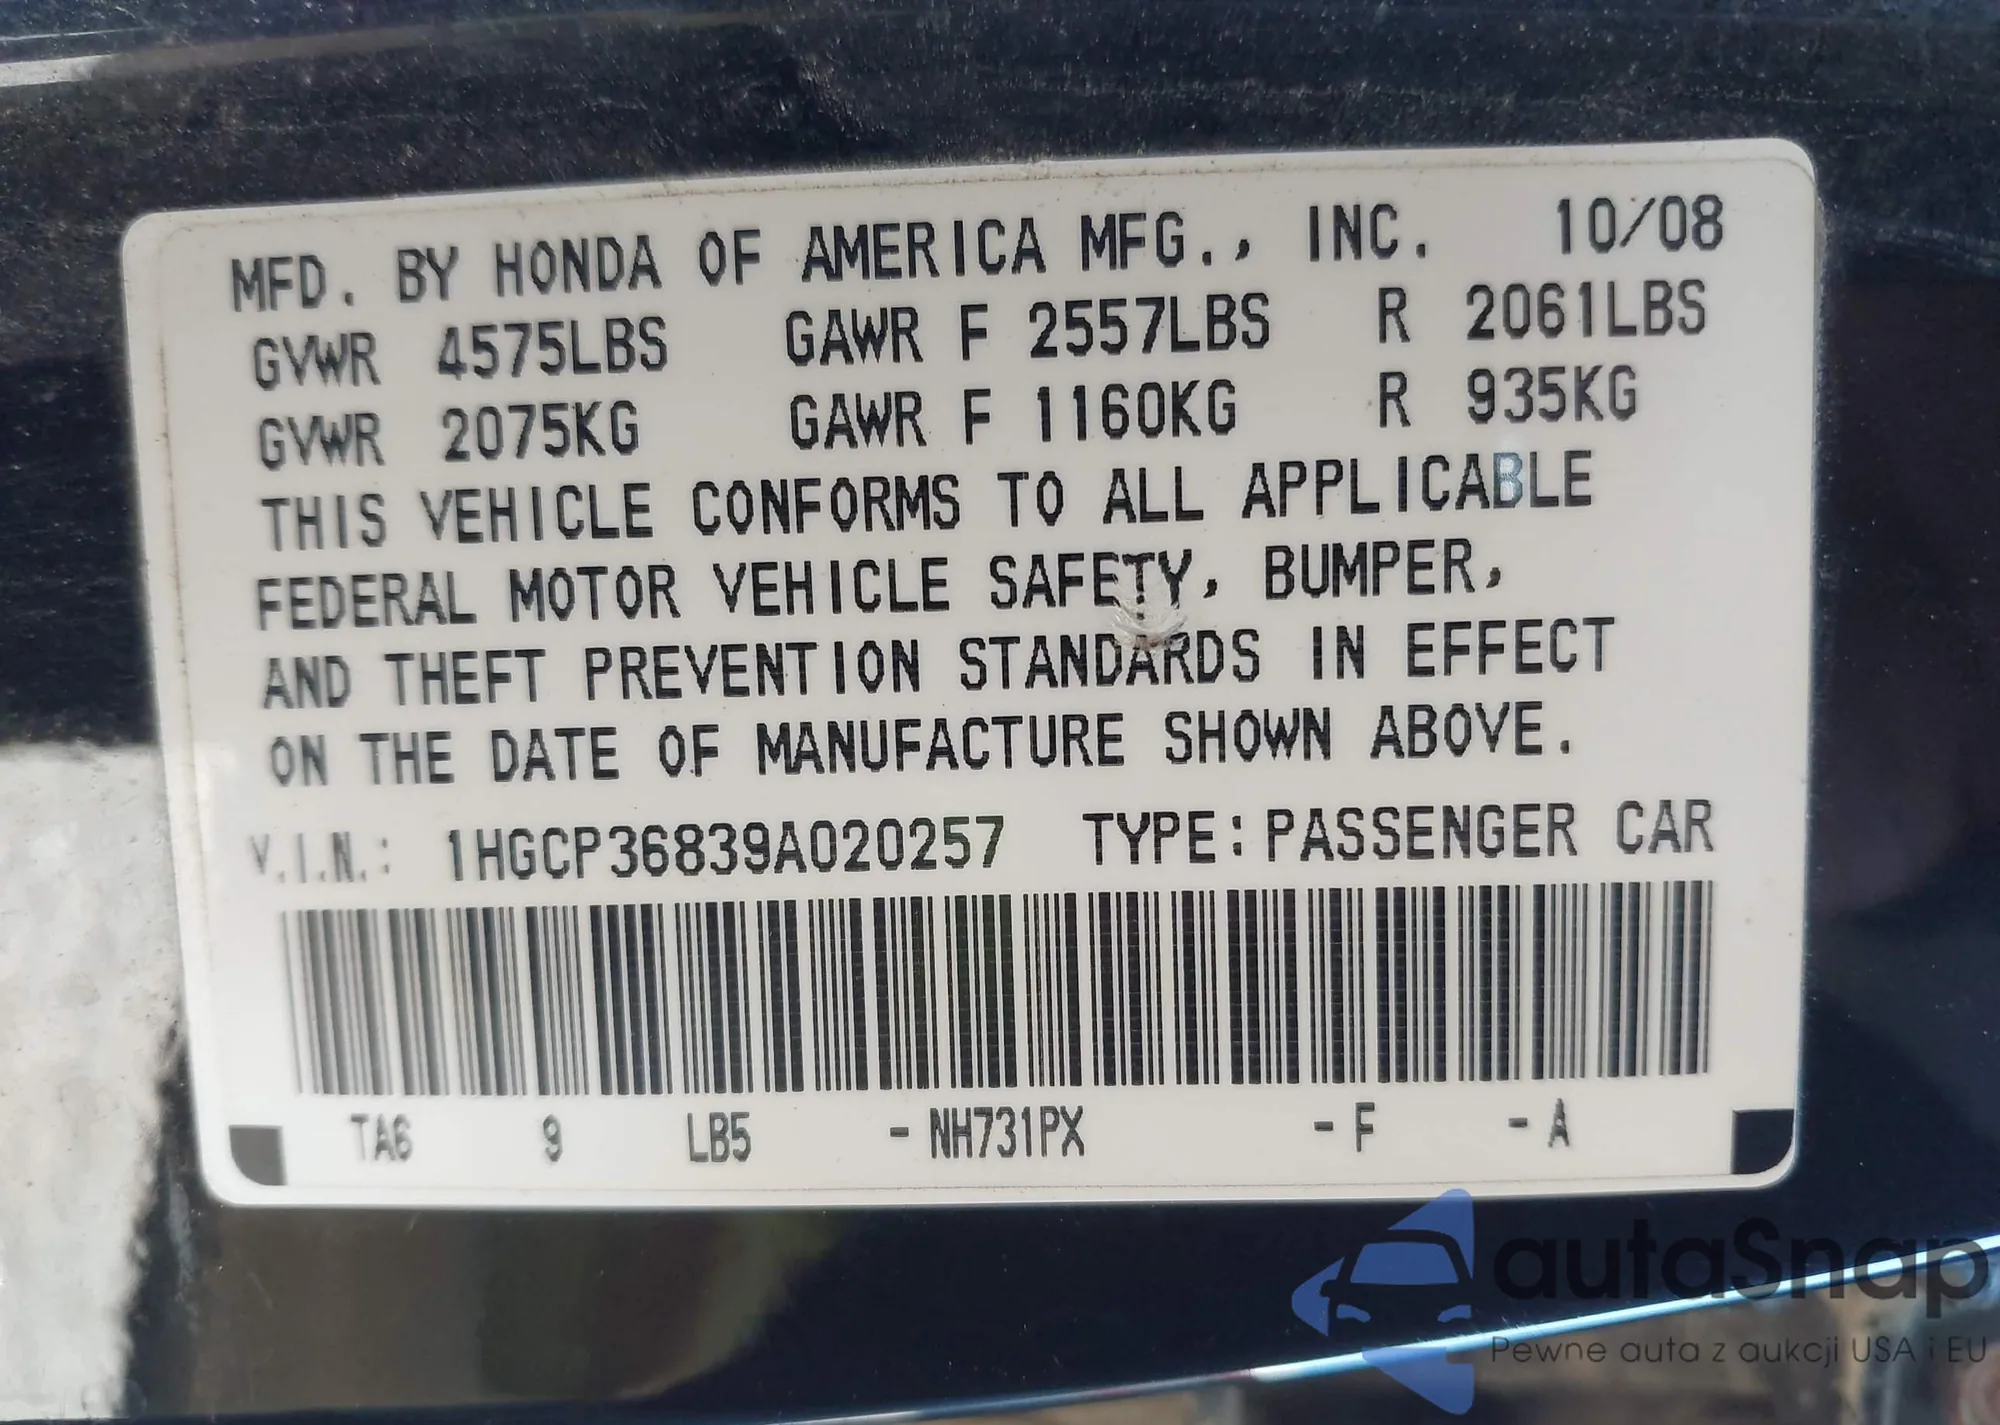 MFD. BY HONDA OF AMERICA MFG., INC. 10/08
GVWR 4575LBS GAWR F 2557LBS R 2061LBS
GVWR 2075KG GAWR F 1160KG R 935KG
THIS VEHICLE CONFORMS TO ALL APPLICABLE
FEDERAL MOTOR VEHICLE SAFETY, BUMPER,
AND THEFT PREVENTION STANDARDS IN EFFECT
ON THE DATE OF MANUFACTURE SHOWN ABOVE.
V.I.N.: 1HGCP36839A020257 TYPE:PASSENGER CAR
TA6 9 LB5 -NH731PX -F -A
autaSnap
Pewne auta z aukcji USA i EU